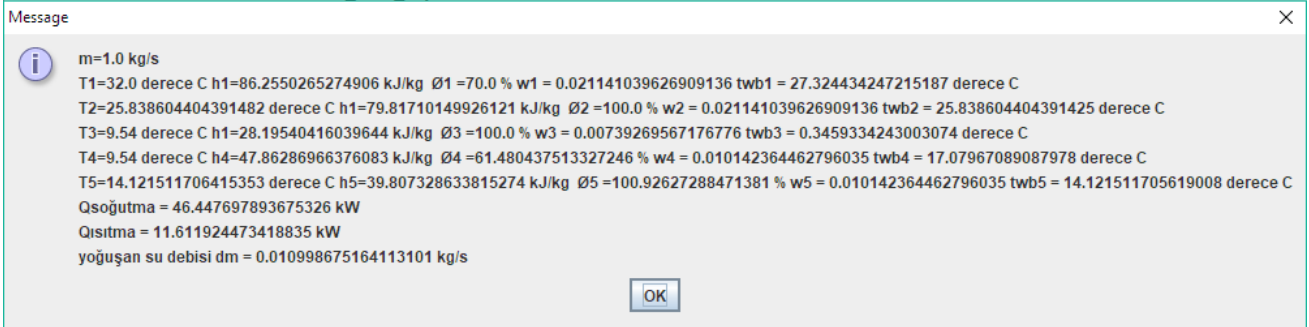 Message
m=1.0 kg/s
T1=32.0 derece C h1=86.2550265274906 kJ/kg Ø1 =70.0 % w1 = 0.021141039626909136 twb1 = 27.324434247215187 derece C
T2=25.838604404391482 derece C h1=79.81710149926121 kJ/kg Ø2 =100.0 % w2 = 0.021141039626909136 twb2 = 25.838604404391425 derece C
T3=9.54 derece C h1=28.19540416039644 kJ/kg Ø3 =100.0 % w3 = 0.00739269567176776 twb3 = 0.3459334243003074 derece C
T4=9.54 derece C h4=47.86286966376083 kJ/kg Ø4 =61.480437513327246 % w4 = 0.010142364462796035 twb4 = 17.07967089087978 derece C
T5=14.121511706415353 derece C h5=39.807328633815274 kJ/kg Ø5 =100.92627288471381 % w5 = 0.010142364462796035 twb5 = 14.121511705619008 derece C
Qsoğutma = 46.447697893675326 kW
Qısıtma = 11.611924473418835 kW
yoğuşan su debisi dm = 0.010998675164113101 kg/s
OK